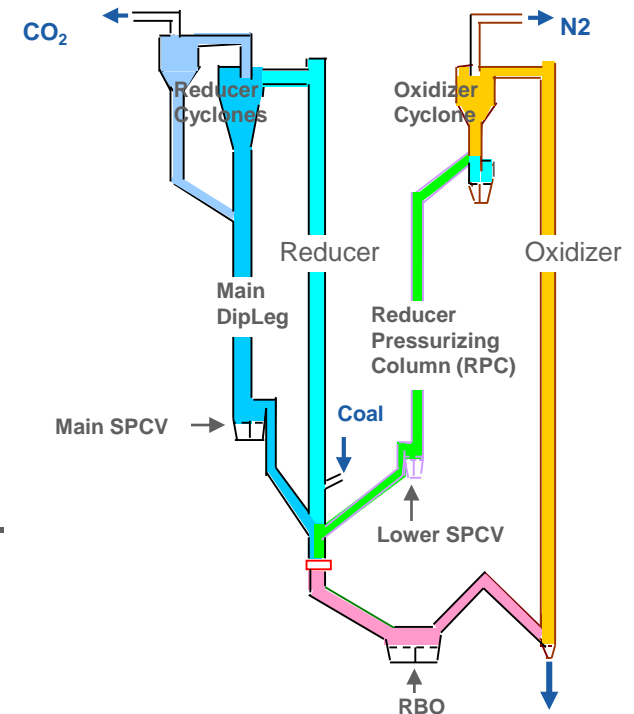 CO₂
N2
Reducer
Cyclones
Oxidizer
Cyclone
Reducer
Oxidizer
Main
DipLeg
Reducer
Pressurizing
Column (RPC)
Coal
Main SPCV
Lower SPCV
RBO